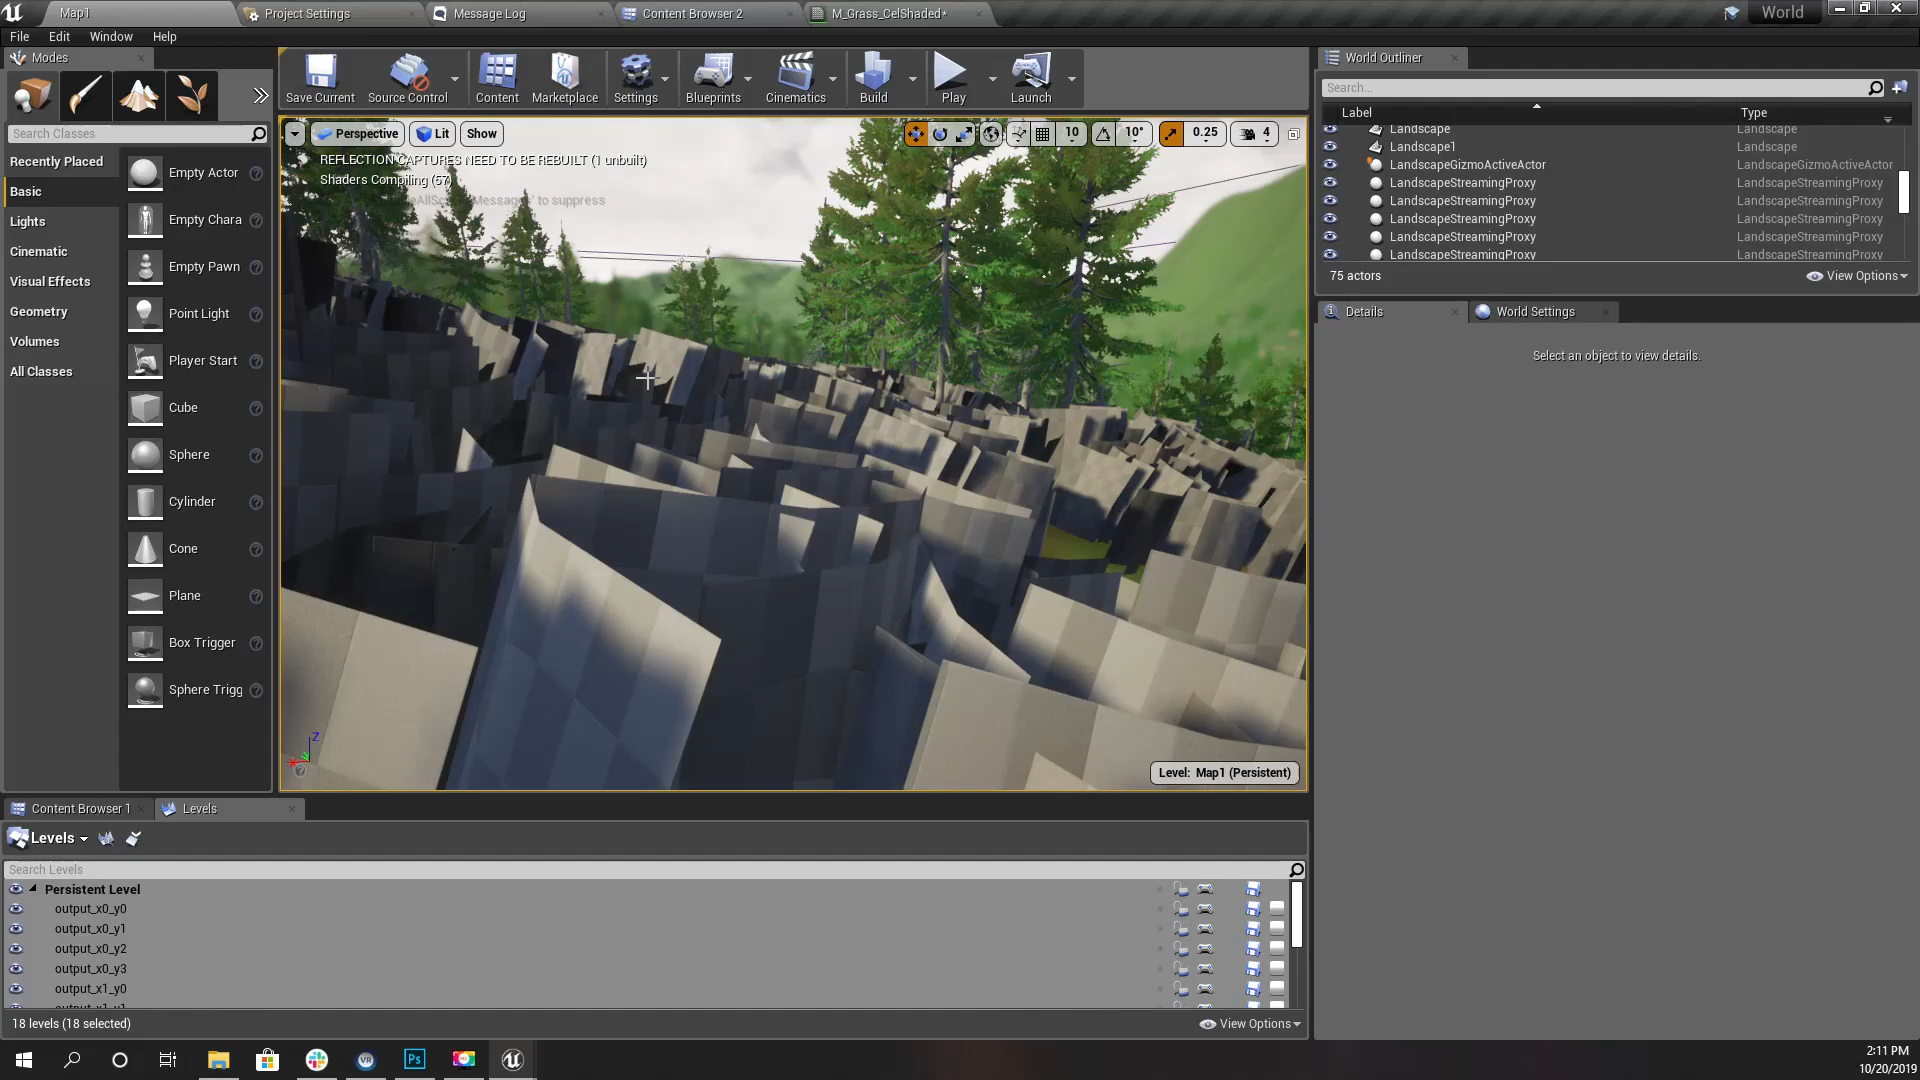 Map1
Project Settings
Message Log
Content Browser 2
M_Grass_CelShaded*
World
File Edit Window Help
Modes
Search Classes
Recently Placed
Basic
Lights
Cinematic
Visual Effects
Geometry
Volumes
All Classes
Empty Actor
Empty Chara
Empty Pawn
Point Light
Player Start
Cube
Sphere
Cylinder
Cone
Plane
Box Trigger
Sphere Trigg
Save Current
Source Control
Content
Marketplace
Settings
Blueprints
Cinematics
Build
Play
Launch
Perspective
Lit
Show
10
10°
0.25
4
REFLECTION CAPTURES NEED TO BE REBUILT (1 unbuilt)
Shaders Compiling (57)
Messages' to suppress
Z
Level: Map1 (Persistent)
World Outliner
Search...
Label Type
Landscape Landscape
Landscape1 Landscape
LandscapeGizmoActiveActor LandscapeGizmoActiveActor
LandscapeStreamingProxy LandscapeStreamingProxy
LandscapeStreamingProxy LandscapeStreamingProxy
LandscapeStreamingProxy LandscapeStreamingProxy
LandscapeStreamingProxy LandscapeStreamingProxy
LandscapeStreamingProxy LandscapeStreamingProxy
75 actors
View Options
Details
World Settings
Select an object to view details.
Content Browser 1
Levels
Levels
Search Levels
Persistent Level
output_x0_y0
output_x0_y1
output_x0_y2
output_x0_y3
output_x1_y0
output_x1_y1
18 levels (18 selected)
View Options
VR
Ps
2:11 PM
10/20/2019